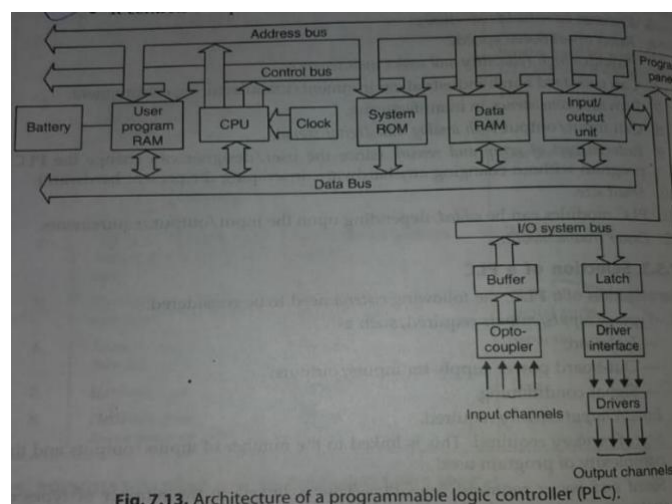 Address bus
Control bus
Program
pane
Battery
User
program
RAM
CPU
Clock
System
ROM
Data
RAM
Input/
output
unit
Data Bus
I/O system bus
Buffer
Latch
Opto-
coupler
Driver
interface
Input channels
Drivers
Output channels
Fig. 7.13. Architecture of a programmable logic controller (PLC).